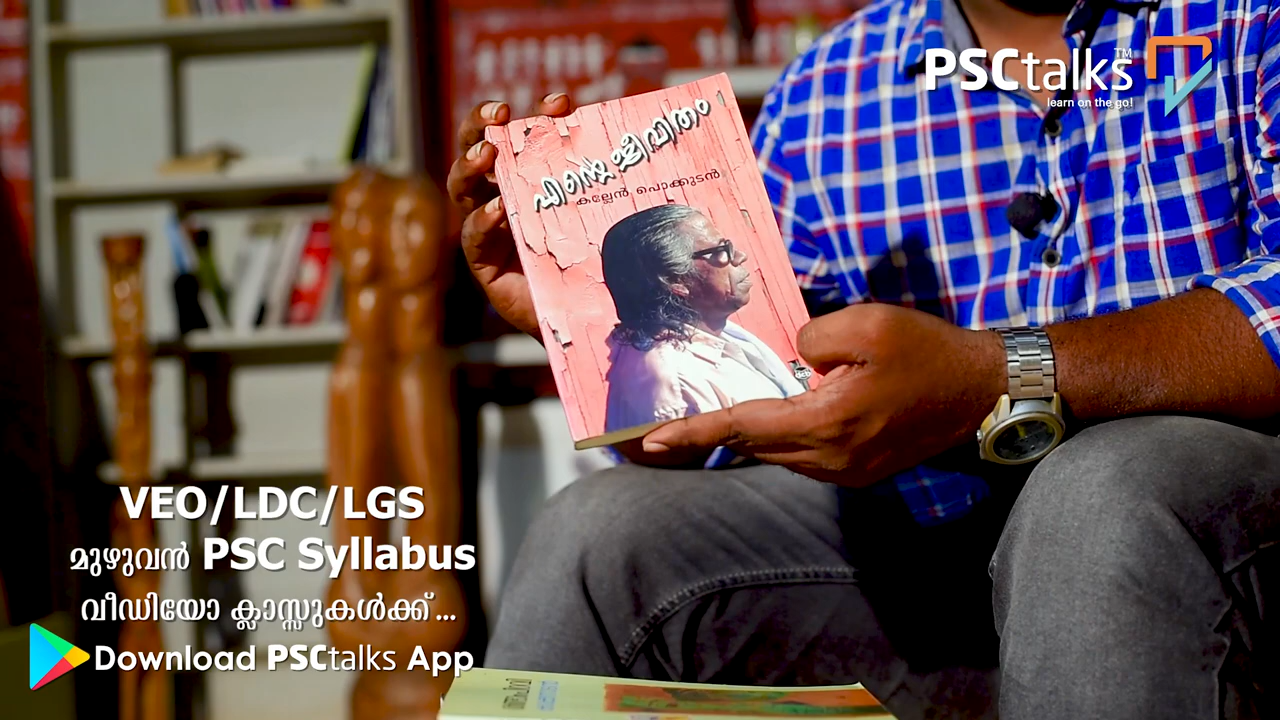 PSCtalks™
learn on the go!
എന്റെ ജീവിതം
കല്ലേൻ പൊക്കുടൻ
VEO/LDC/LGS
മുഴുവൻ PSC Syllabus
വീഡിയോ ക്ലാസ്സുകൾക്ക്...
Download PSCtalks App